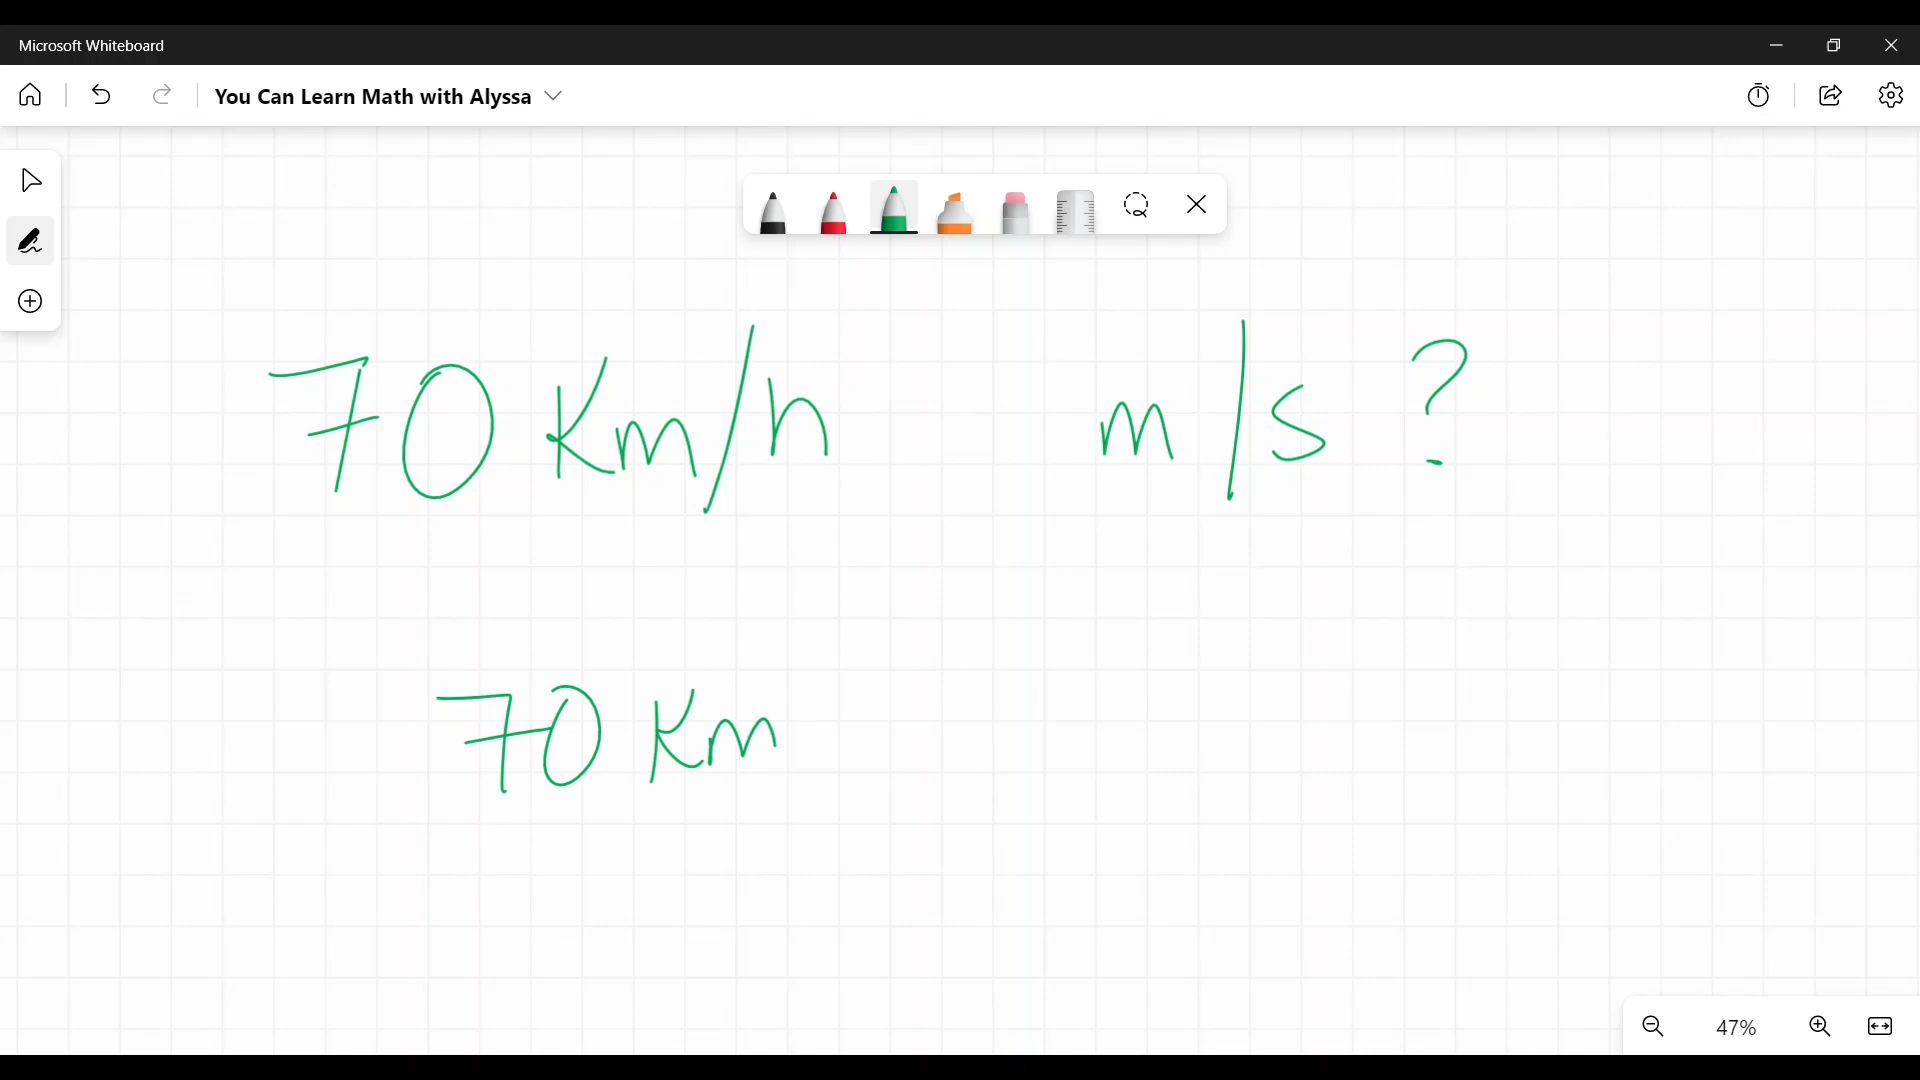 Microsoft Whiteboard
You Can Learn Math with Alyssa
70 Km/h m/s ?
70 Km
47%